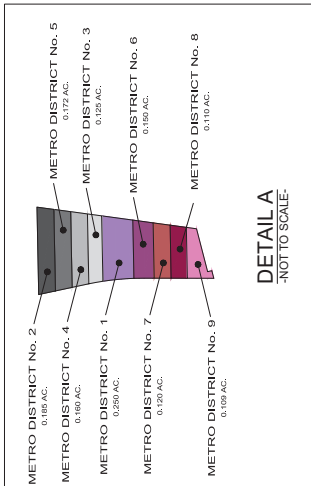 METRO DISTRICT No. 2
0.185 AC.
METRO DISTRICT No. 4
0.160 AC.
METRO DISTRICT No. 1
0.250 AC.
METRO DISTRICT No. 7
0.120 AC.
METRO DISTRICT No. 9
0.109 AC.
METRO DISTRICT No. 5
0.172 AC.
METRO DISTRICT No. 3
0.125 AC.
METRO DISTRICT No. 6
0.150 AC.
METRO DISTRICT No. 8
0.110 AC.
DETAIL A
-NOT TO SCALE-